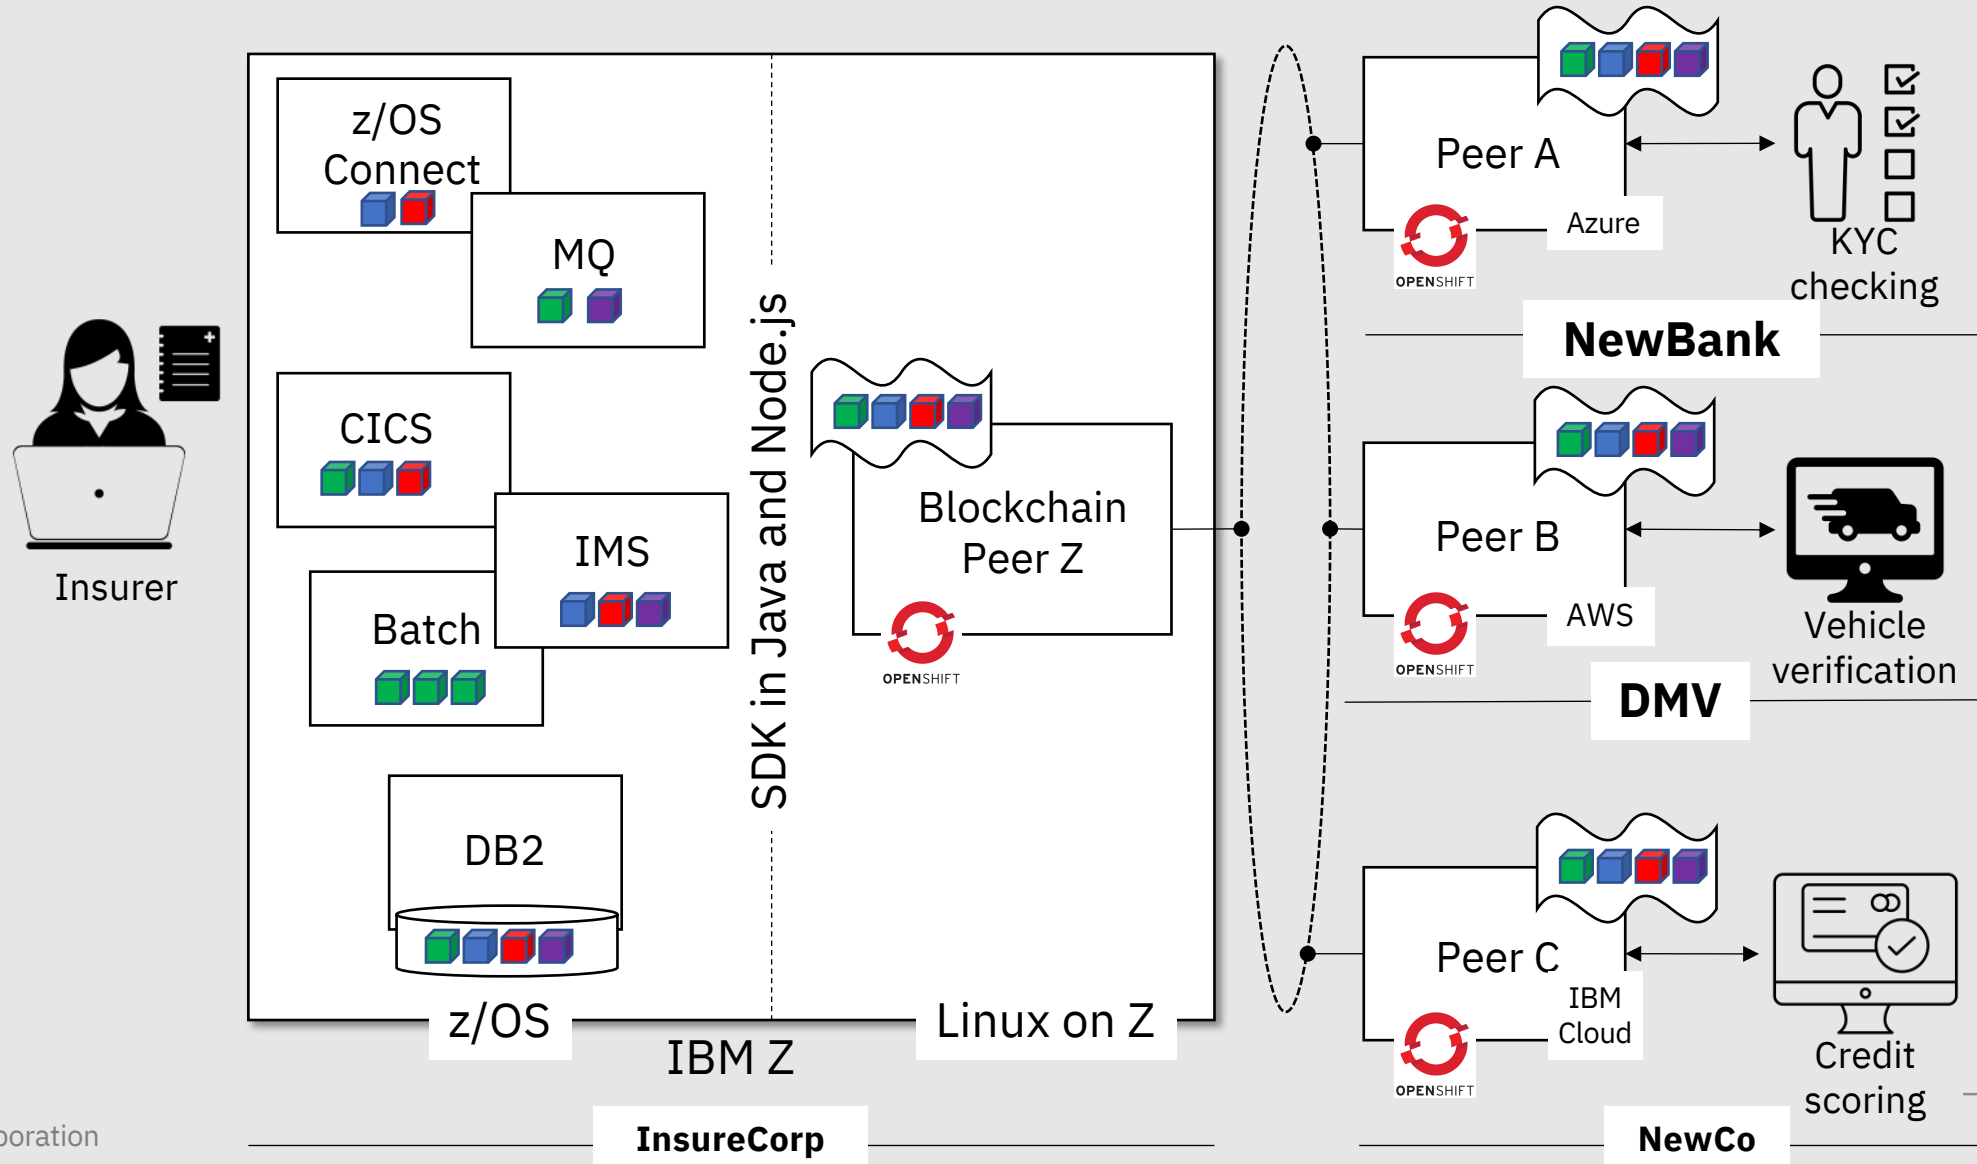 Insurer
z/OS
Connect
MQ
CICS
IMS
Batch
DB2
z/OS
SDK in Java and Node.js
Blockchain
Peer Z
OPENSHIFT
Linux on Z
IBM Z
InsureCorp
Peer A
Azure
OPENSHIFT
KYC
checking
NewBank
Peer B
AWS
OPENSHIFT
Vehicle
verification
DMV
Peer C
IBM
Cloud
OPENSHIFT
Credit
scoring
NewCo
poration